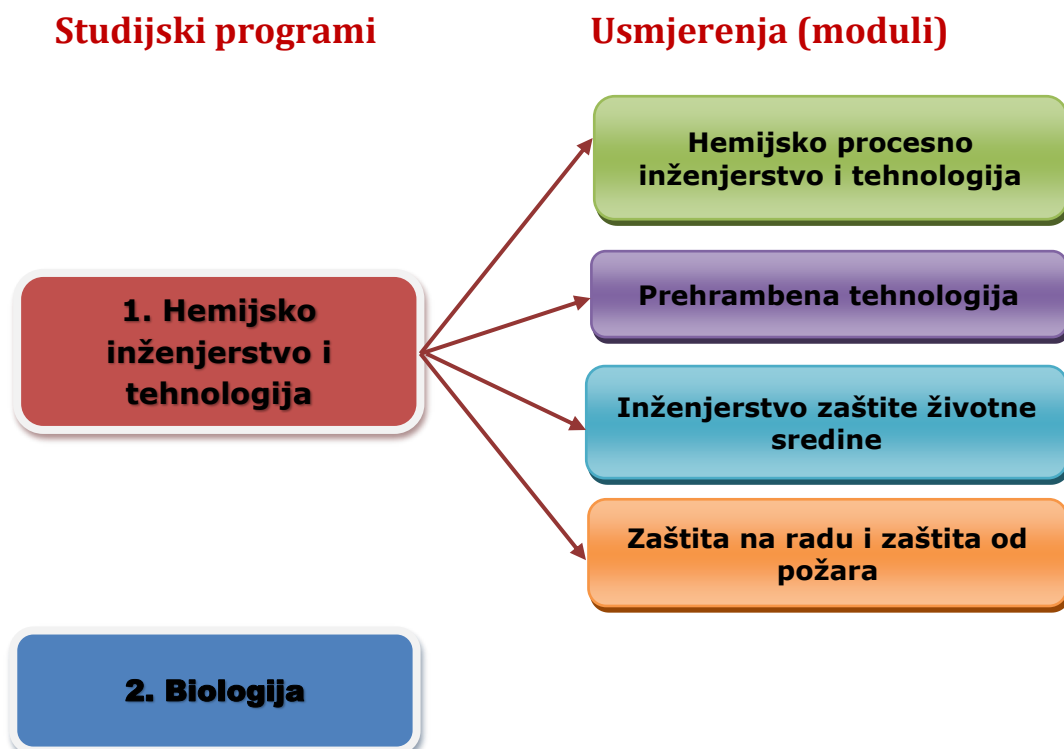 Studijski programi
Usmjerenja (moduli)
1. Hemijsko
inženjerstvo i
tehnologija
Hemijsko procesno
inženjerstvo i tehnologija
Prehrambena tehnologija
Inženjerstvo zaštite životne
sredine
Zaštita na radu i zaštita od
požara
2. Biologija